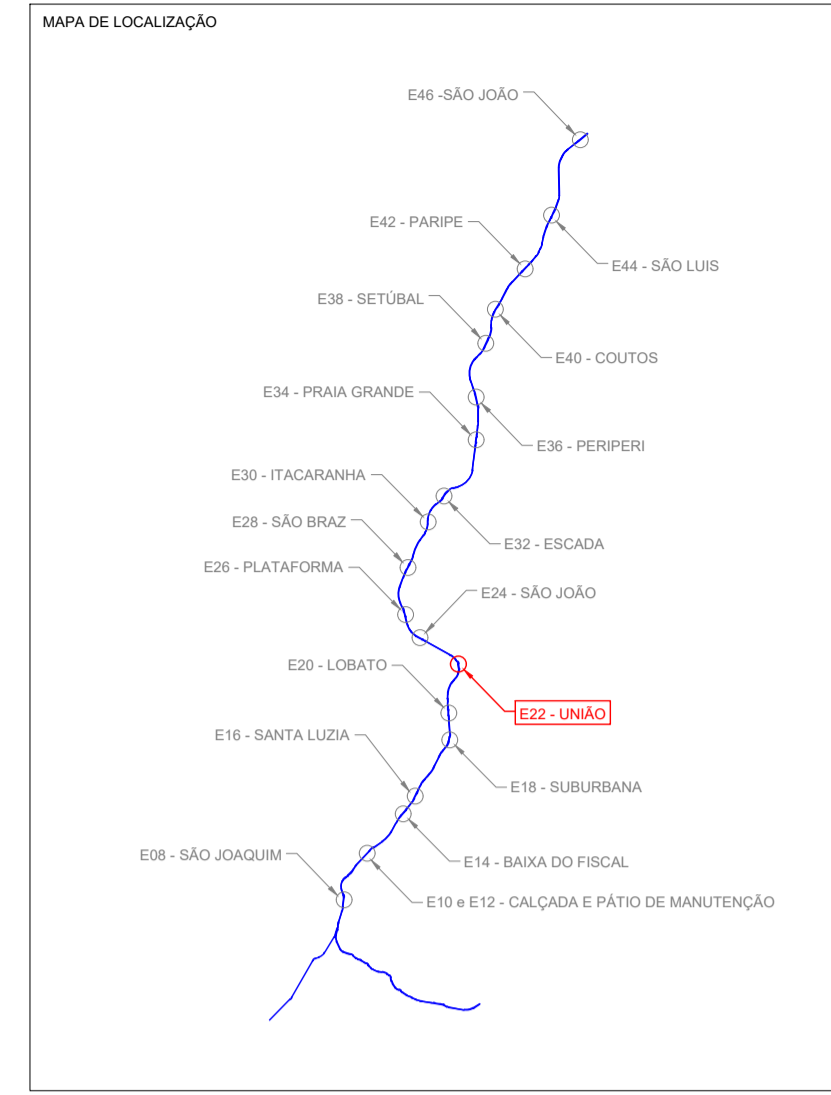 MAPA DE LOCALIZAÇÃO
E46 -SÃO JOÃO
E42 - PARIPE
E44 - SÃO LUIS
E38 - SETÚBAL
E40 - COUTOS
E34 - PRAIA GRANDE
E36 - PERIPERI
E30 - ITACARANHA
E28 - SÃO BRAZ
E32 - ESCADA
E26 - PLATAFORMA
E24 - SÃO JOÃO
E20 - LOBATO
E22 - UNIÃO
E16 - SANTA LUZIA
E18 - SUBURBANA
E08 - SÃO JOAQUIM
E14 - BAIXA DO FISCAL
E10 e E12 - CALÇADA E PÁTIO DE MANUTENÇÃO